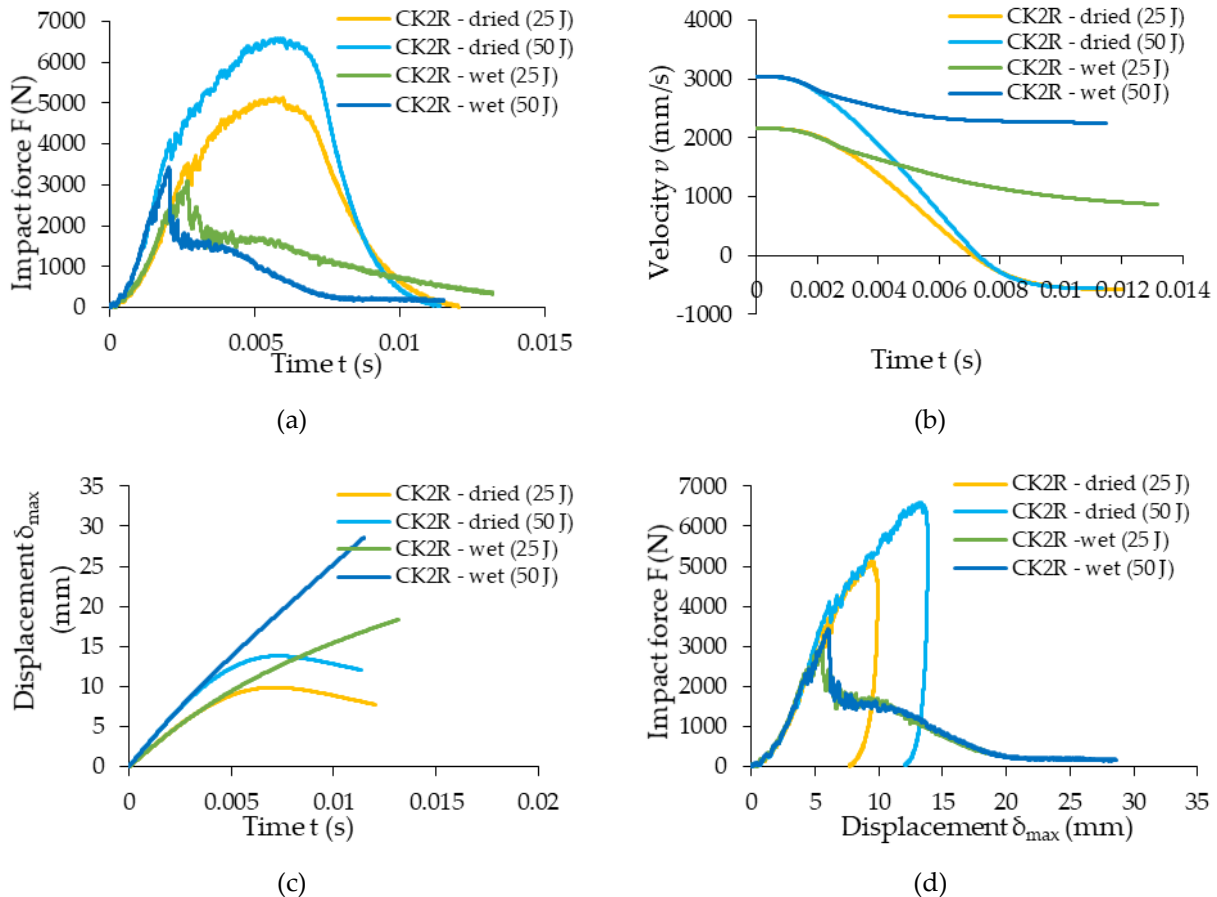 Impact force F (N)
7000
6000
5000
4000
3000
2000
1000
0
0
0.005
0.01
0.015
Time t (s)
CK2R - dried (25 J)
CK2R - dried (50 J)
CK2R - wet (25 J)
CK2R - wet (50 J)
(a)
Velocity v (mm/s)
4000
3000
2000
1000
0
-1000
0
0.002
0.004
0.006
0.008
0.01
0.012
0.014
Time t (s)
CK2R - dried (25 J)
CK2R - dried (50 J)
CK2R - wet (25 J)
CK2R - wet (50 J)
(b)
Displacement δmax
(mm)
35
30
25
20
15
10
5
0
0
0.005
0.01
0.015
0.02
Time t (s)
CK2R - dried (25 J)
CK2R - dried (50 J)
CK2R - wet (25 J)
CK2R - wet (50 J)
(c)
Impact force F (N)
7000
6000
5000
4000
3000
2000
1000
0
0
5
10
15
20
25
30
35
Displacement δmax (mm)
CK2R - dried (25 J)
CK2R - dried (50 J)
CK2R -wet (25 J)
CK2R - wet (50 J)
(d)